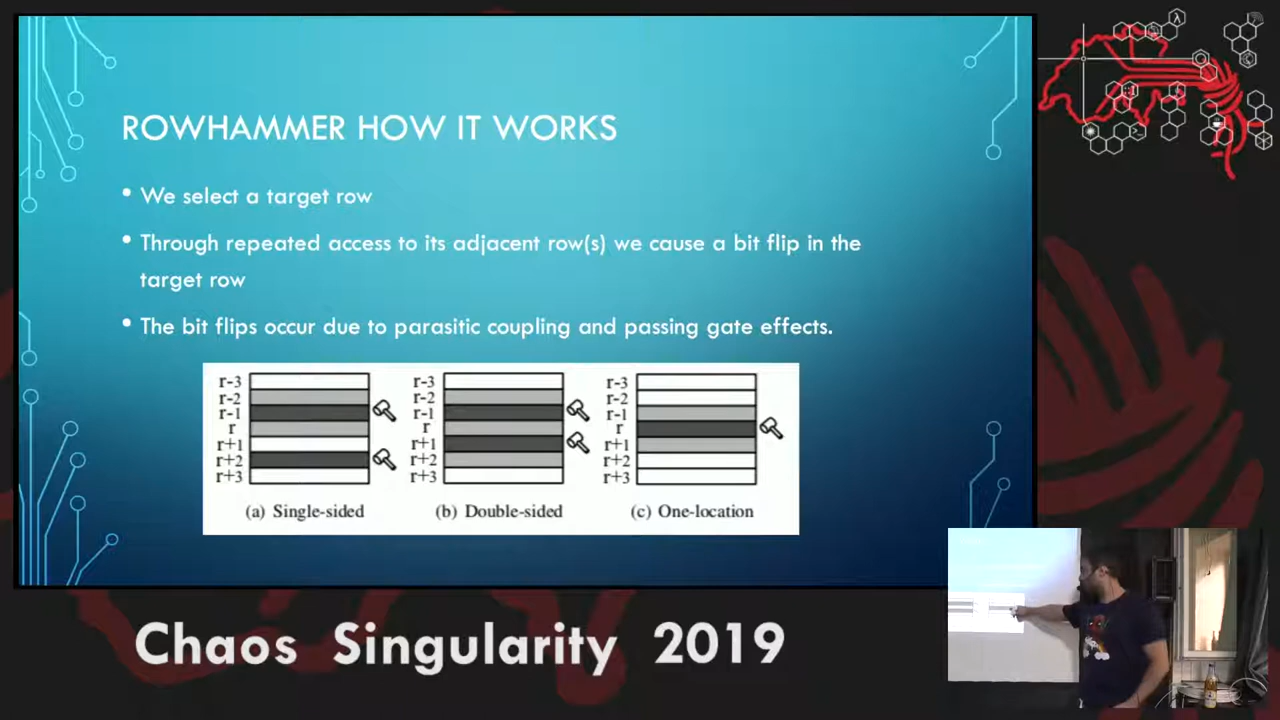 ROWHAMMER HOW IT WORKS
• We select a target row
• Through repeated access to its adjacent row(s) we cause a bit flip in the
target row
• The bit flips occur due to parasitic coupling and passing gate effects.
r-3
r-2
r-1
r
r+1
r+2
r+3
(a) Single-sided
r-3
r-2
r-1
r
r+1
r+2
r+3
(b) Double-sided
r-3
r-2
r-1
r
r+1
r+2
r+3
(c) One-location
Chaos Singularity 2019